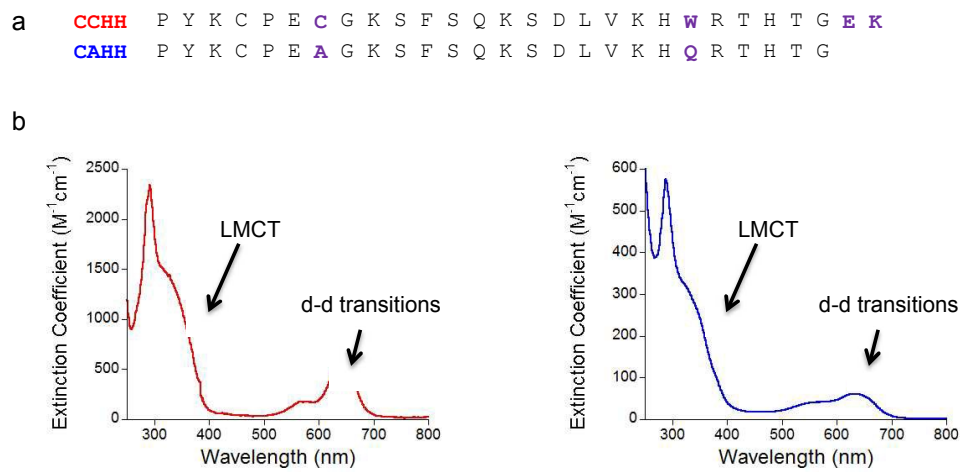 a
CCHH P Y K C P E C G K S F S Q K S D L V K H W R T H T G E K
CAHH P Y K C P E A G K S F S Q K S D L V K H Q R T H T G
b
Extinction Coefficient (M⁻¹cm⁻¹)
2500
2000
1500
1000
500
0
LMCT
d-d transitions
300 400 500 600 700 800
Wavelength (nm)
Extinction Coefficient (M⁻¹cm⁻¹)
600
500
400
300
200
100
0
LMCT
d-d transitions
300 400 500 600 700 800
Wavelength (nm)